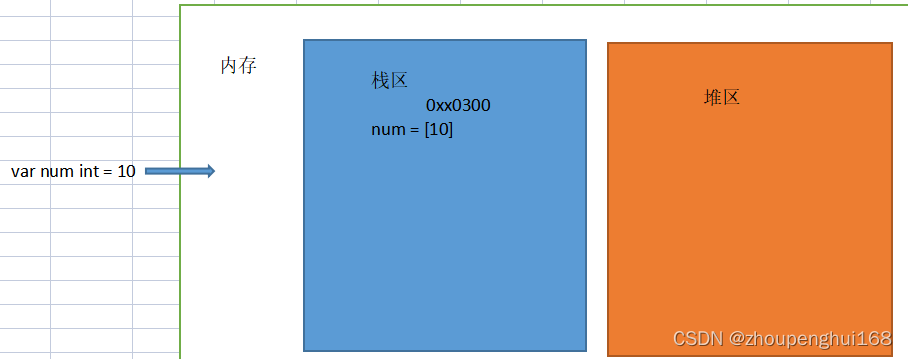 内存
栈区
0xx0300
num = [10]
堆区
var num int = 10
CSDN @zhoupenghui168